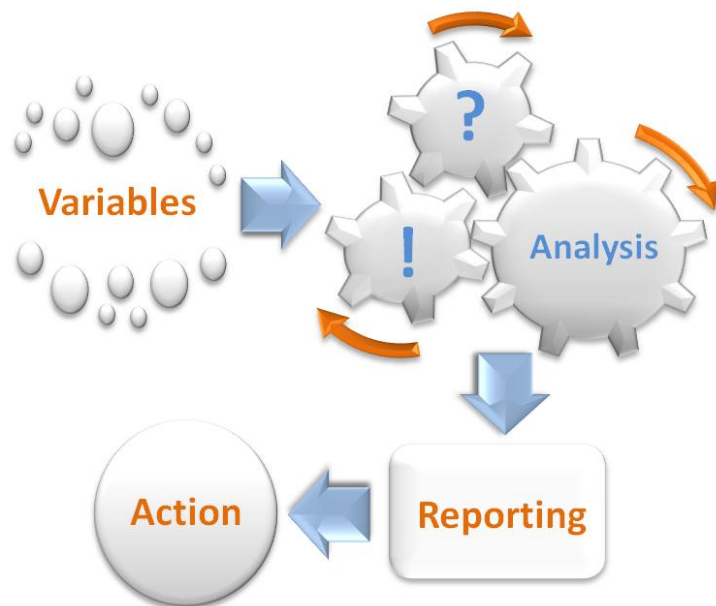 ?
Variables
!
Analysis
Action
Reporting